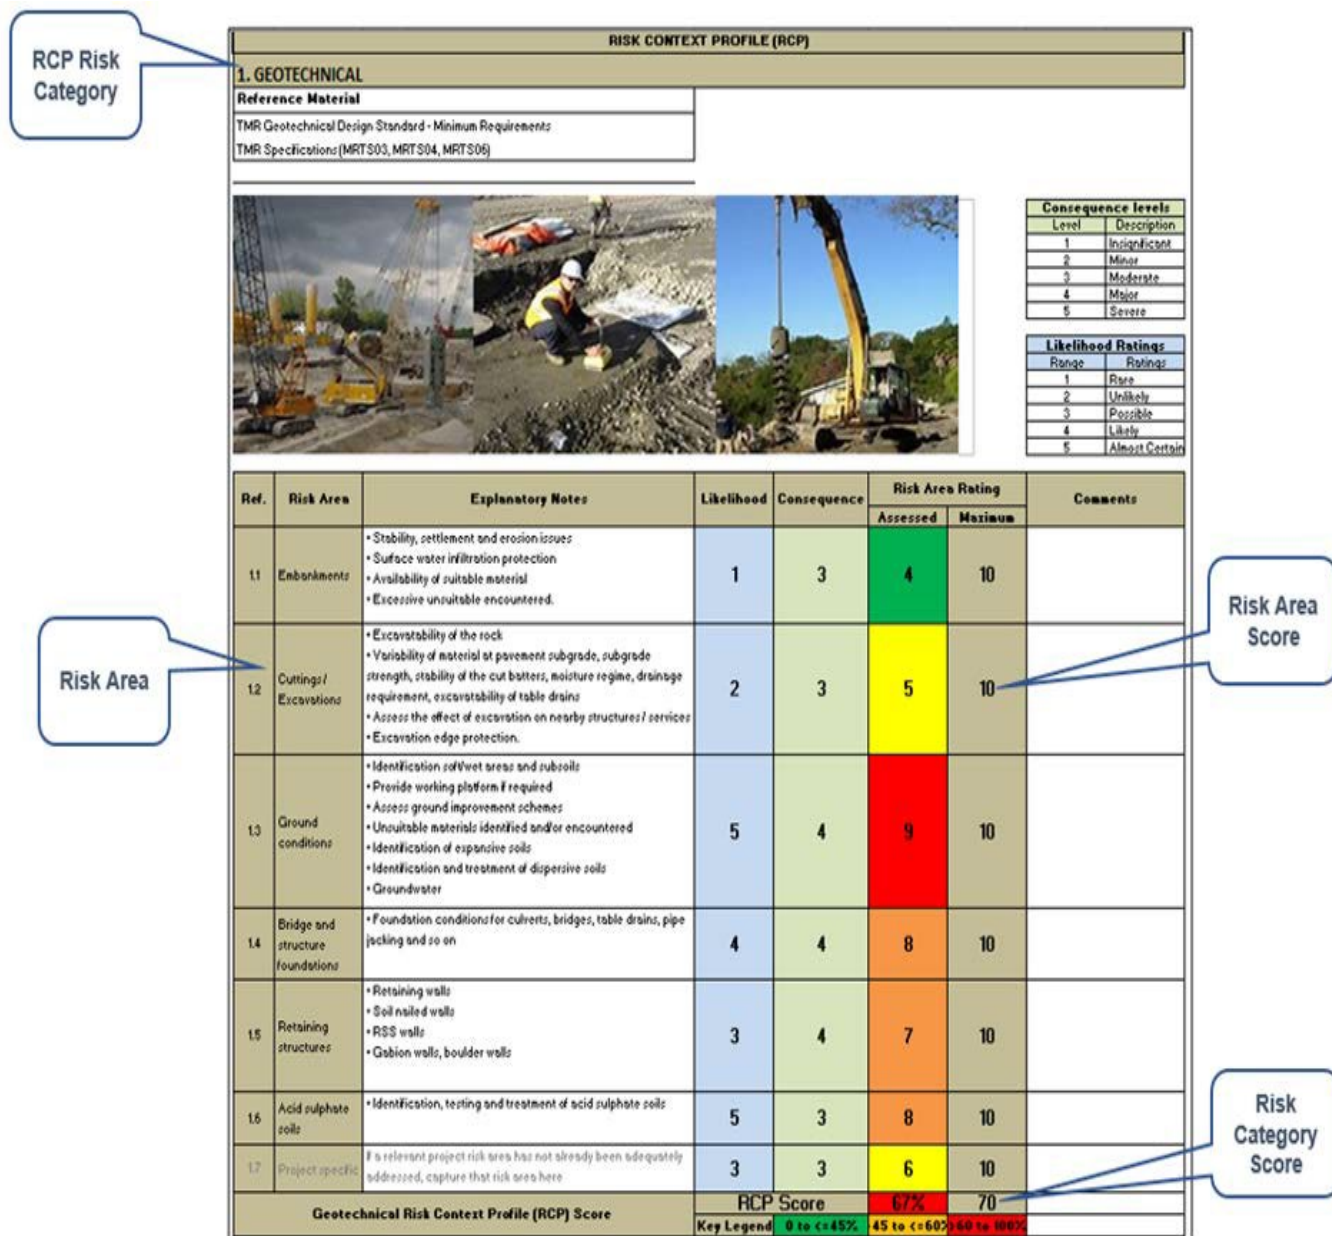 RCP Risk
Category
RISK CONTEXT PROFILE (RCP)
1. GEOTECHNICAL
Reference Material
TMR Geotechnical Design Standard - Minimum Requirements
TMR Specifications (MRTS03, MRTS04, MRTS06)
Consequence levels
Level Description
1 Insignificant
2 Minor
3 Moderate
4 Major
5 Severe
Likelihood Ratings
Range Ratings
1 Rare
2 Unlikely
3 Possible
4 Likely
5 Almost Certain
Ref. Risk Area Explanatory Notes Likelihood Consequence Risk Area Rating Comments
Assessed Maximum
1.1 Embankments 1 3 4 10
• Stability, settlement and erosion issues
• Surface water infiltration protection
• Availability of suitable material
• Excessive unsuitable encountered.
1.2 Cuttings/
Excavations 2 3 5 10
• Excavatability of the rock
• Variability of material at pavement subgrade, subgrade
strength, stability of the cut batters, moisture regime, drainage
requirement, excavatability of table drains
• Assess the effect of excavation on nearby structures / services
• Excavation edge protection.
Risk Area
Risk Area
Score
1.3 Ground
conditions 5 4 9 10
• Identification soft/wet areas and subsoils
• Provide working platform if required
• Assess ground improvement schemes
• Unsuitable materials identified and/or encountered
• Identification of expansive soils
• Identification and treatment of dispersive soils
• Groundwater
1.4 Bridge and
structure
foundations 4 4 8 10
• Foundation conditions for culverts, bridges, table drains, pipe
jacking and so on
1.5 Retaining
structures 3 4 7 10
• Retaining walls
• Soil nailed walls
• RSS walls
• Gabion walls, boulder walls
1.6 Acid sulphate
soils 5 3 8 10
• Identification, testing and treatment of acid sulphate soils
1.7 Project specific 3 3 6 10
If a relevant project risk area has not already been adequately
addressed, capture that risk area here
Risk
Category
Score
Geotechnical Risk Context Profile (RCP) Score RCP Score 67% 70
Key Legend 0 to <=45% 45 to <=60% 60 to 100%